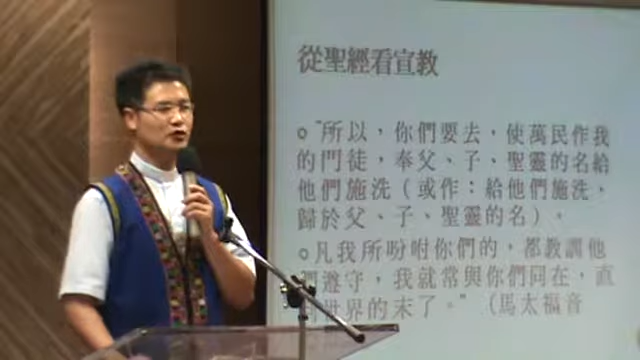 從聖經看宣教
"所以，你們要去，使萬民作我
的門徒，奉父、子、聖靈的名給
他們施洗（或作：給他們施洗，
歸於父、子、聖靈的名），
凡我所吩咐你們的，都教訓他
們遵守，我就常與你們同在，直
到世界的末了。"（馬太福音